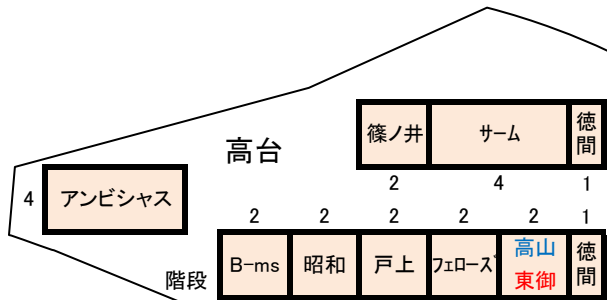 篠ノ井 サーム 徳間
高台
2 4 1
4 アンビシャス
2 2 2 2 2 1
階段 B-ms 昭和 戸上 フェローズ 高山 徳間
東御